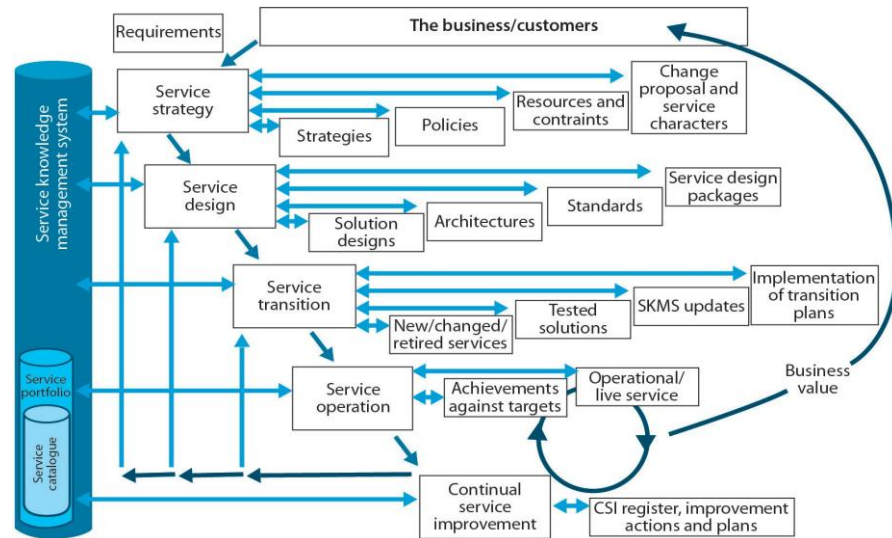 Requirements
The business/customers
Service knowledge
management system
Service
strategy
Strategies
Policies
Resources and
contraints
Change
proposal and
service
characters
Service
design
Solution
designs
Architectures
Standards
Service design
packages
Service
transition
New/changed/
retired services
Tested
solutions
SKMS updates
Implementation
of transition
plans
Service
portfolio
Service
catalogue
Service
operation
Achievements
against targets
Operational/
live service
Business
value
Continual
service
improvement
CSI register, improvement
actions and plans